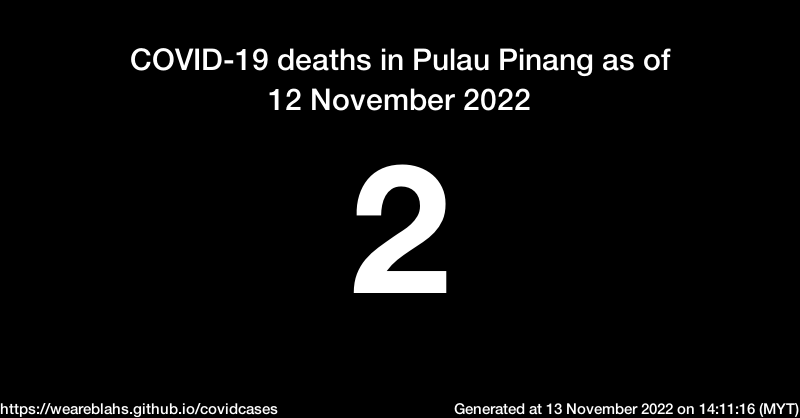 COVID-19 deaths in Pulau Pinang as of
12 November 2022
2
https://weareblahs.github.io/covidcases
Generated at 13 November 2022 on 14:11:16 (MYT)